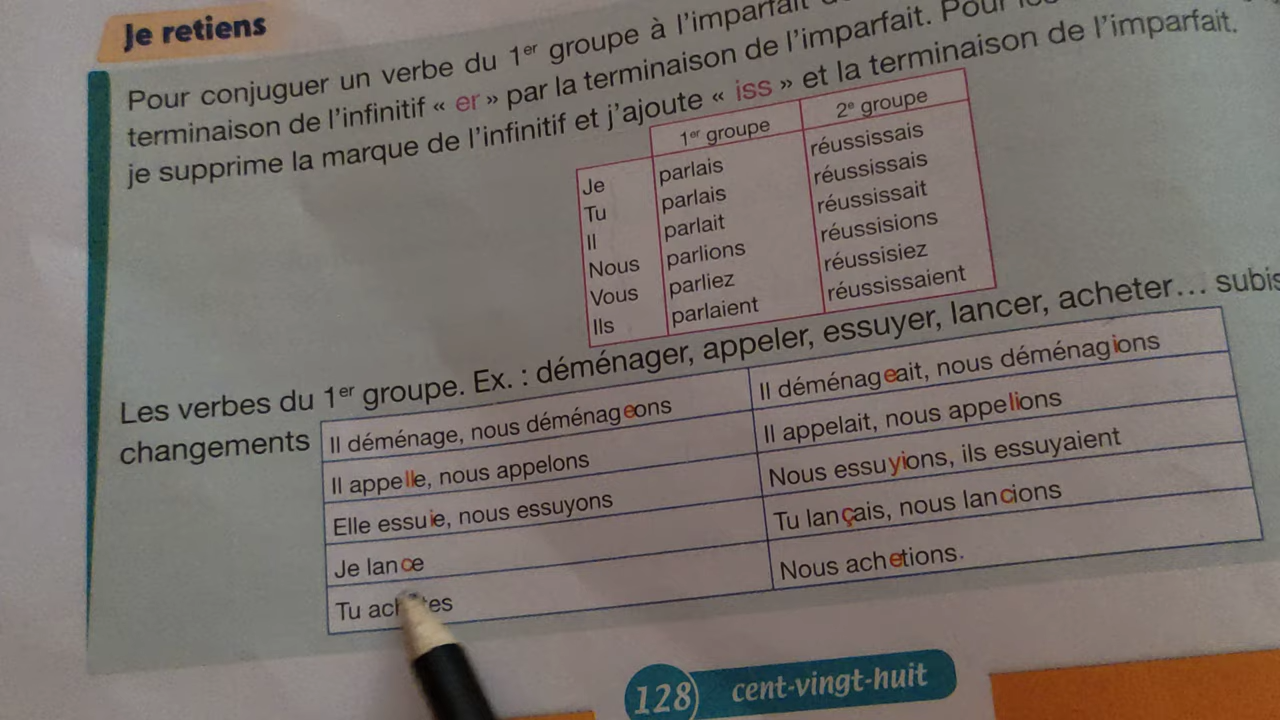 Je retiens
Pour conjuguer un verbe du 1er groupe à l'imparfait
terminaison de l'infinitif « er » par la terminaison de l'imparfait. Pour
je supprime la marque de l'infinitif et j'ajoute « iss » et la terminaison de l'imparfait.
1er groupe 2e groupe
Je parlais réussissais
Tu parlais réussissais
Il parlait réussissait
Nous parlions réussisions
Vous parliez réussisiez
Ils parlaient réussissaient
Les verbes du 1er groupe. Ex. : déménager, appeler, essuyer, lancer, acheter...
changements
Il déménage, nous déménageons Il déménageait, nous déménagions
Il appelle, nous appelons Il appelait, nous appelions
Elle essuie, nous essuyons Nous essuyions, ils essuyaient
Je lance Tu lançais, nous lancions
Tu Nous achetions.
128 cent-vingt-huit